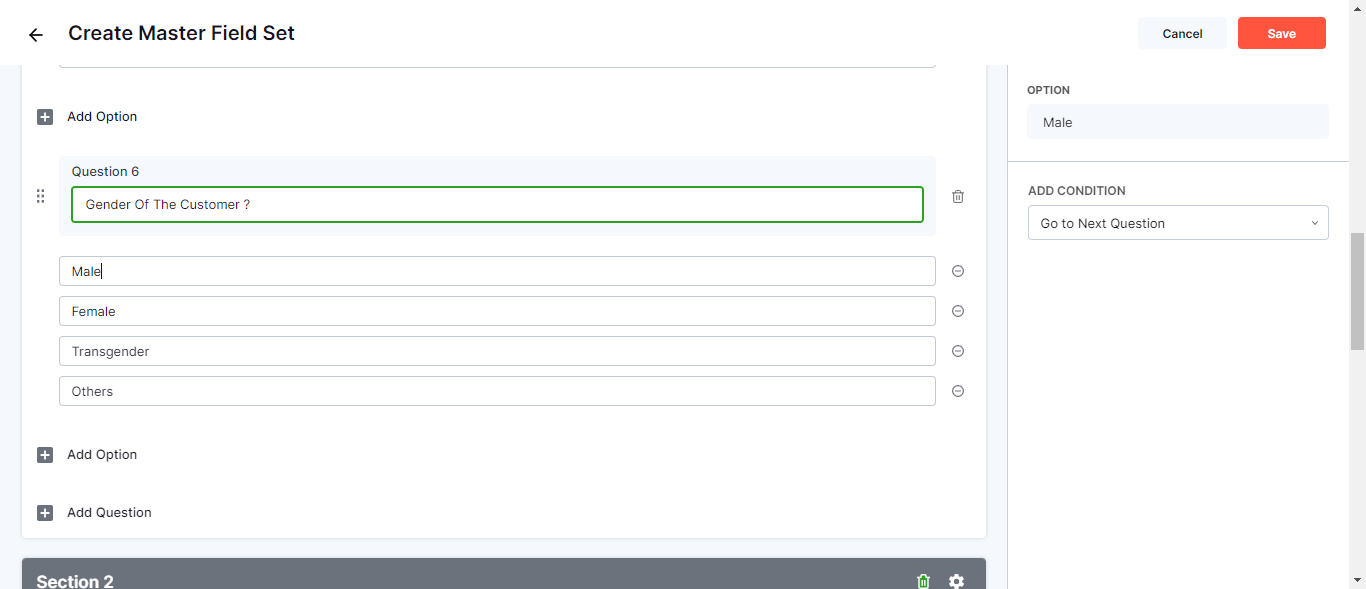 Create Master Field Set
Cancel
Save
Add Option
Question 6
Gender Of The Customer ?
Male
Female
Transgender
Others
Add Option
Add Question
Section 2
OPTION
Male
ADD CONDITION
Go to Next Question